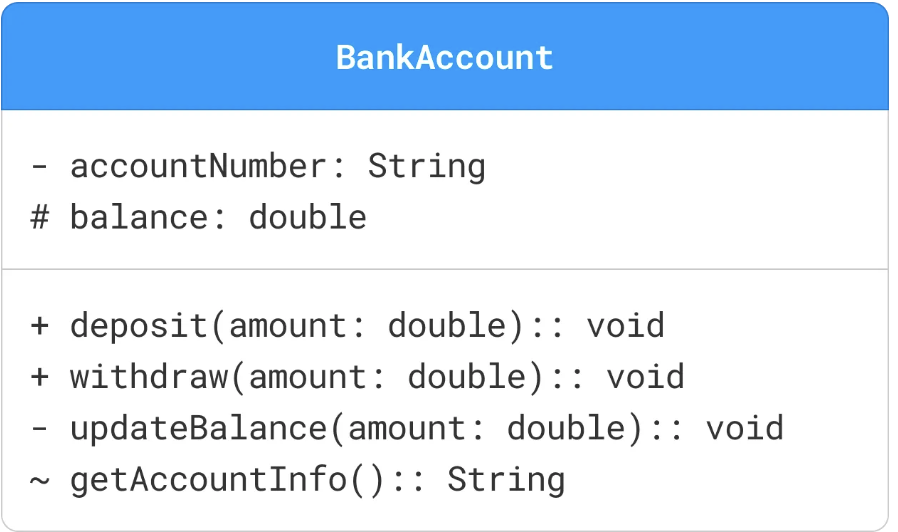 BankAccount
- accountNumber: String
# balance: double
+ deposit(amount: double):: void
+ withdraw(amount: double):: void
- updateBalance(amount: double):: void
~ getAccountInfo():: String